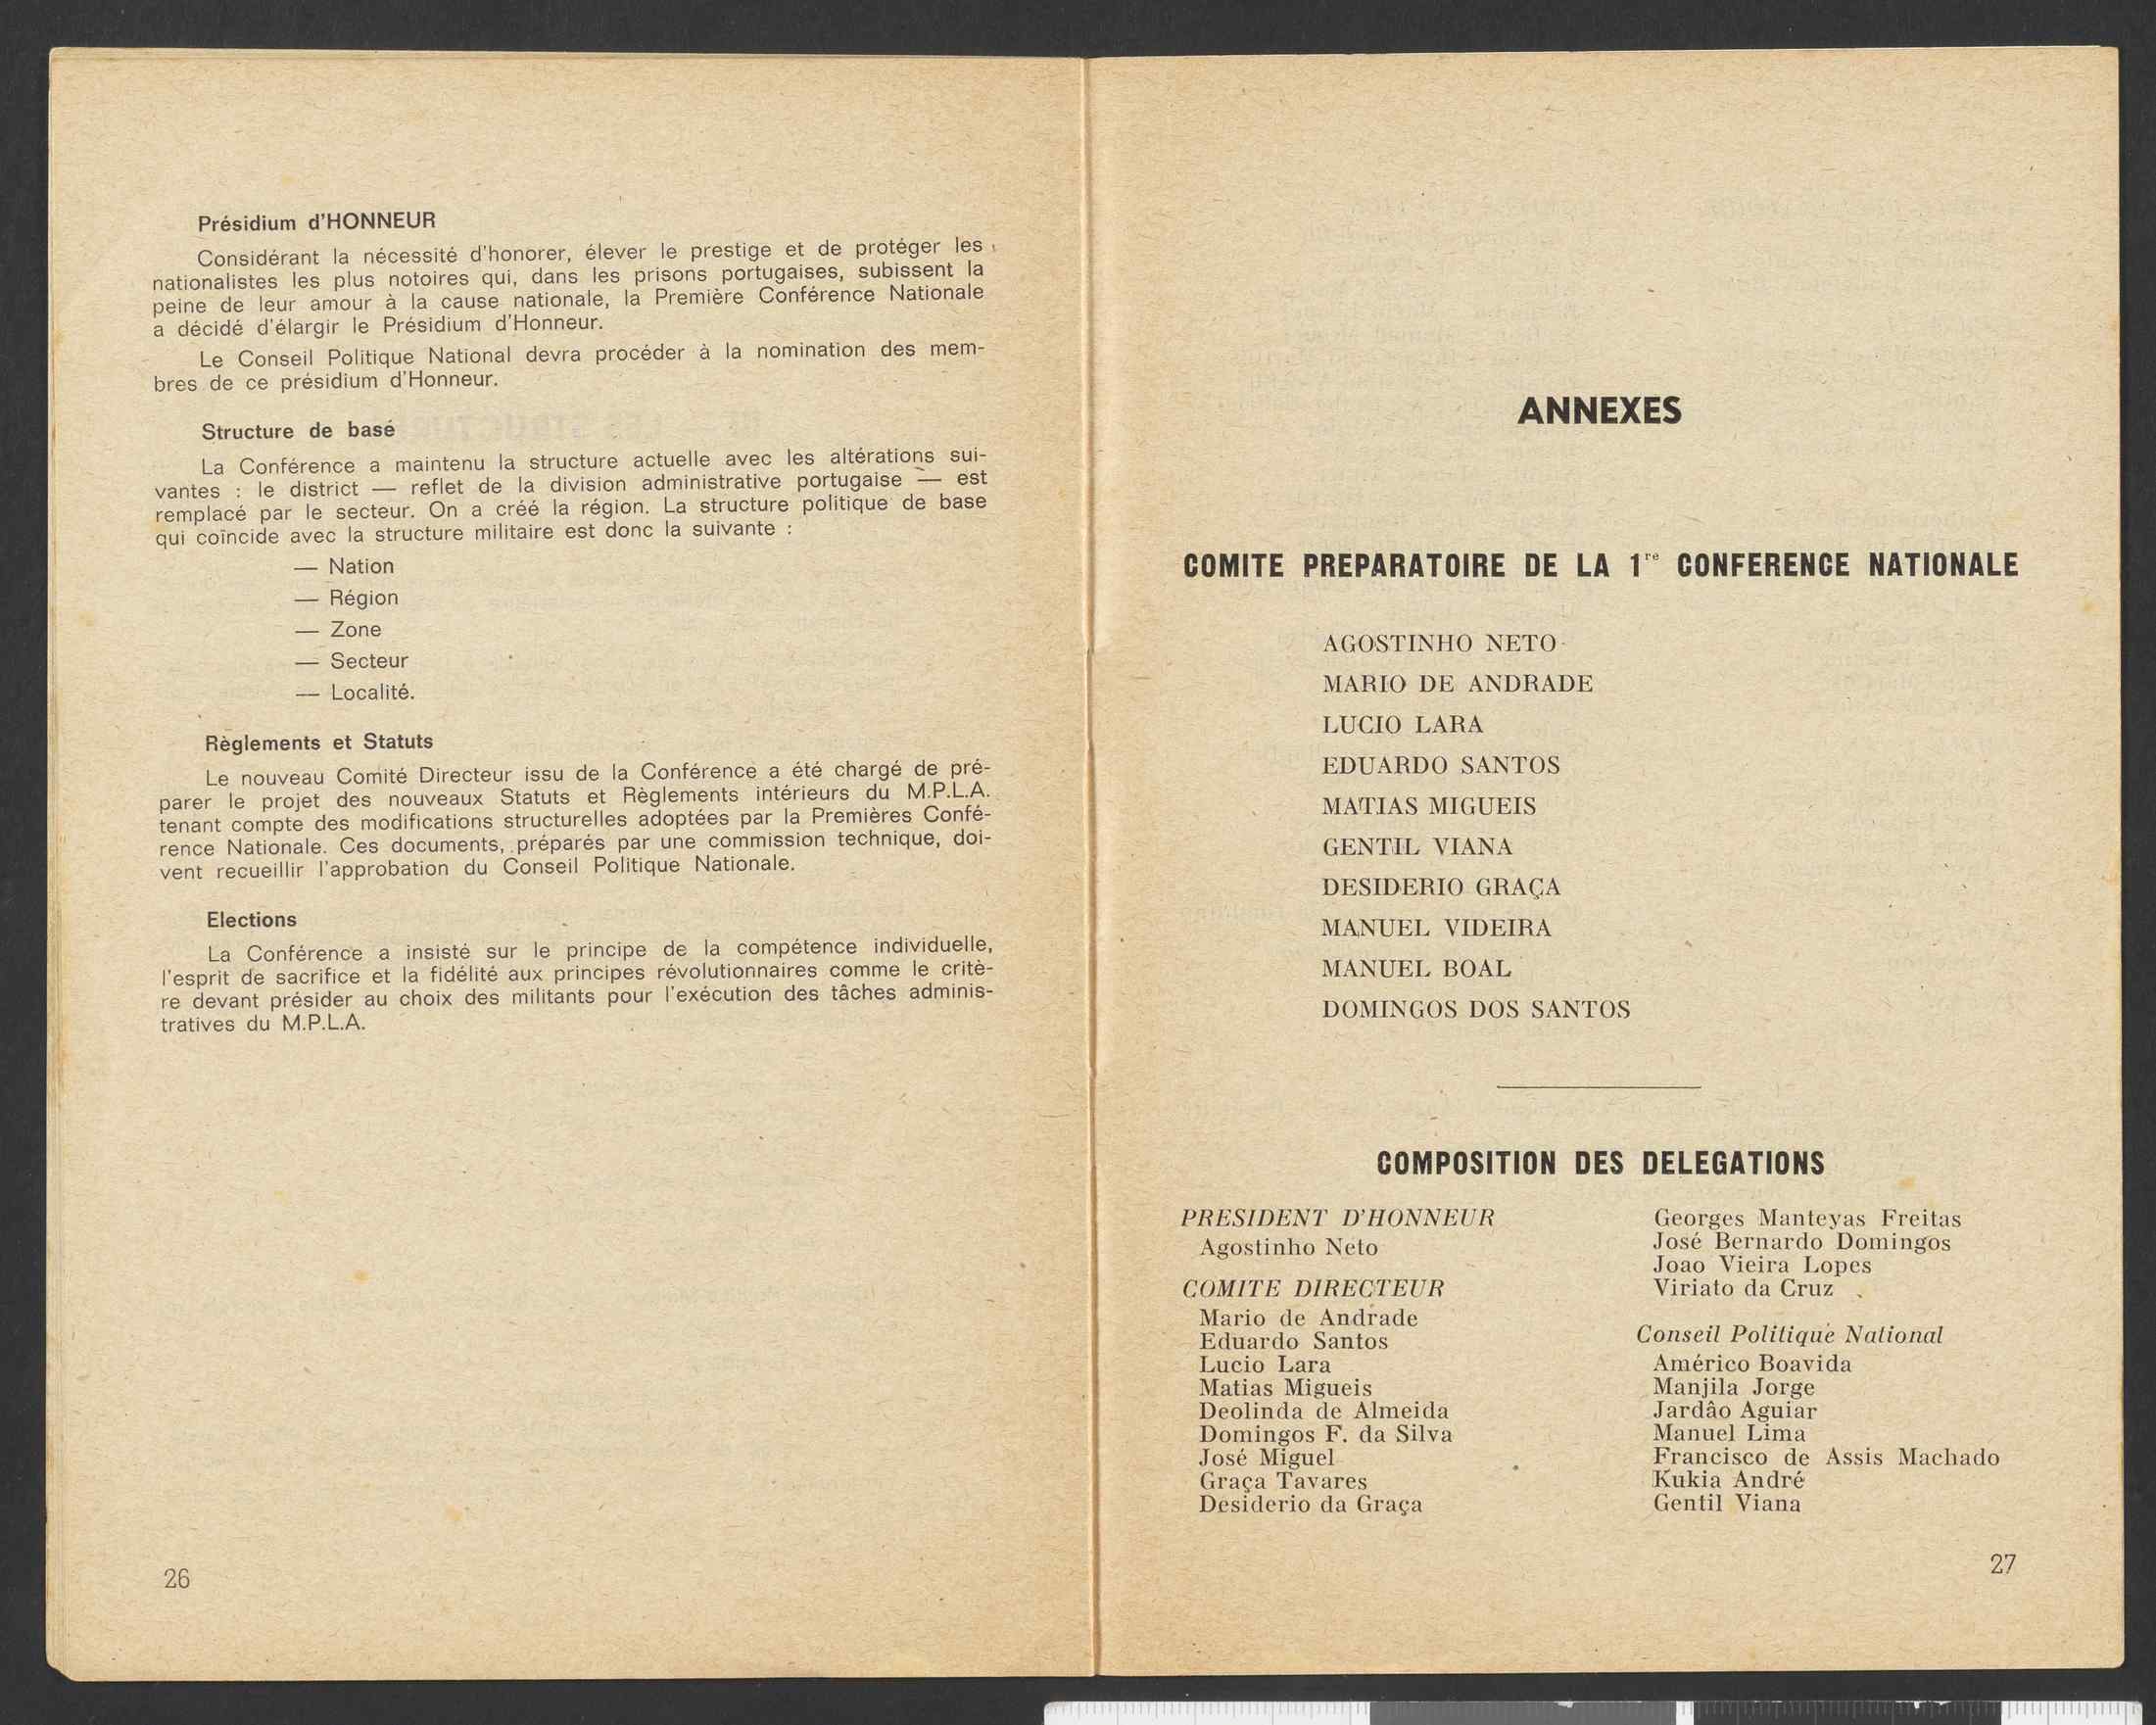 Présidium d'HONNEUR
Considérant la nécessité d'honorer, élever le prestige et de protéger les
nationalistes les plus notoires qui, dans les prisons portugaises, subissent la
peine de leur amour à la cause nationale, la Première Conférence Nationale
a décidé d'élargir le Présidium d'Honneur.
Le Conseil Politique National devra procéder à la nomination des mem-
bres de ce présidium d'Honneur.
Structure de basé
La Conférence a maintenu la structure actuelle avec les altérations sui-
vantes : le district — reflet de la division administrative portugaise — est
remplacé par le secteur. On a créé la région. La structure politique de base
qui coïncide avec la structure militaire est donc la suivante :
— Nation
— Région
— Zone
— Secteur
— Localité.
Règlements et Statuts
Le nouveau Comité Directeur issu de la Conférence a été chargé de pré-
parer le projet des nouveaux Statuts et Règlements intérieurs du M.P.L.A.
tenant compte des modifications structurelles adoptées par la Premières Confé-
rence Nationale. Ces documents, préparés par une commission technique, doi-
vent recueillir l'approbation du Conseil Politique Nationale.
Elections
La Conférence a insisté sur le principe de la compétence individuelle,
l'esprit de sacrifice et la fidélité aux principes révolutionnaires comme le critè-
re devant présider au choix des militants pour l'exécution des tâches adminis-
tratives du M.P.L.A.
26
ANNEXES
COMITE PREPARATOIRE DE LA 1re CONFERENCE NATIONALE
AGOSTINHO NETO
MARIO DE ANDRADE
LUCIO LARA
EDUARDO SANTOS
MATIAS MIGUEIS
GENTIL VIANA
DESIDERIO GRAÇA
MANUEL VIDEIRA
MANUEL BOAL
DOMINGOS DOS SANTOS
COMPOSITION DES DELEGATIONS
PRESIDENT D'HONNEUR
Agostinho Neto
COMITE DIRECTEUR
Mario de Andrade
Eduardo Santos
Lucio Lara
Matias Migueis
Deolinda de Almeida
Domingos F. da Silva
José Miguel
Graça Tavares
Desiderio da Graça
Georges Manteyas Freitas
José Bernardo Domingos
Joao Vieira Lopes
Viriato da Cruz
Conseil Politique National
Américo Boavida
Manjila Jorge
Jardâo Aguiar
Manuel Lima
Francisco de Assis Machado
Kukia André
Gentil Viana
27